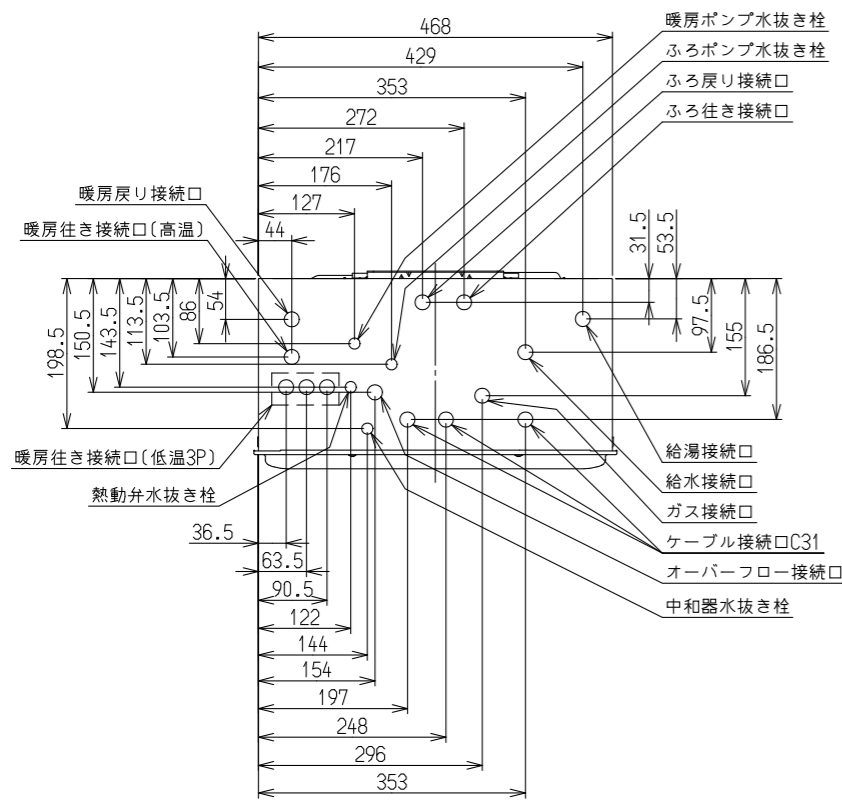 468
暖房ポンプ水抜き栓
429
ふろポンプ水抜き栓
353
ふろ戻り接続口
272
ふろ往き接続口
217
176
暖房戻り接続口
127
暖房往き接続口(高温)
44
31.5
53.5
54
86
103.5
113.5
143.5
150.5
198.5
97.5
155
186.5
暖房往き接続口(低温3P)
給湯接続口
給水接続口
熱動弁水抜き栓
ガス接続口
36.5
ケーブル接続口C31
63.5
オーバーフロー接続口
90.5
中和器水抜き栓
122
144
154
197
248
296
353